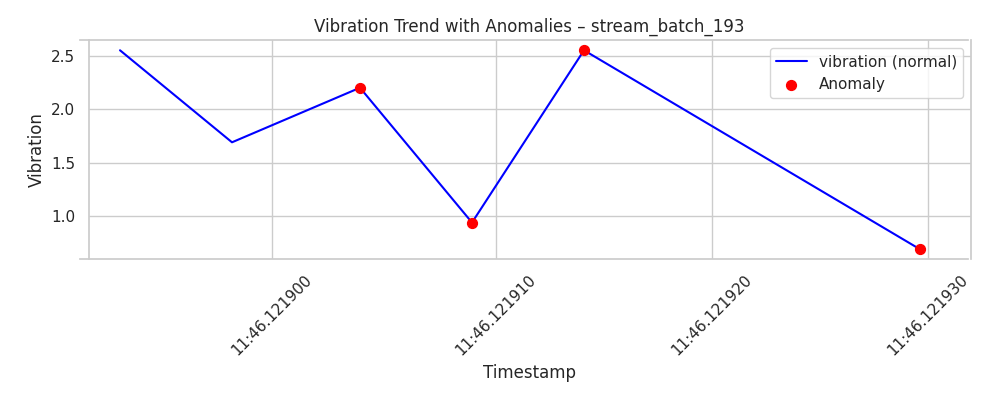 Vibration Trend with Anomalies – stream_batch_193
vibration (normal)
Anomaly
Vibration
2.5
2.0
1.5
1.0
11:46.121900
11:46.121910
11:46.121920
11:46.121930
Timestamp